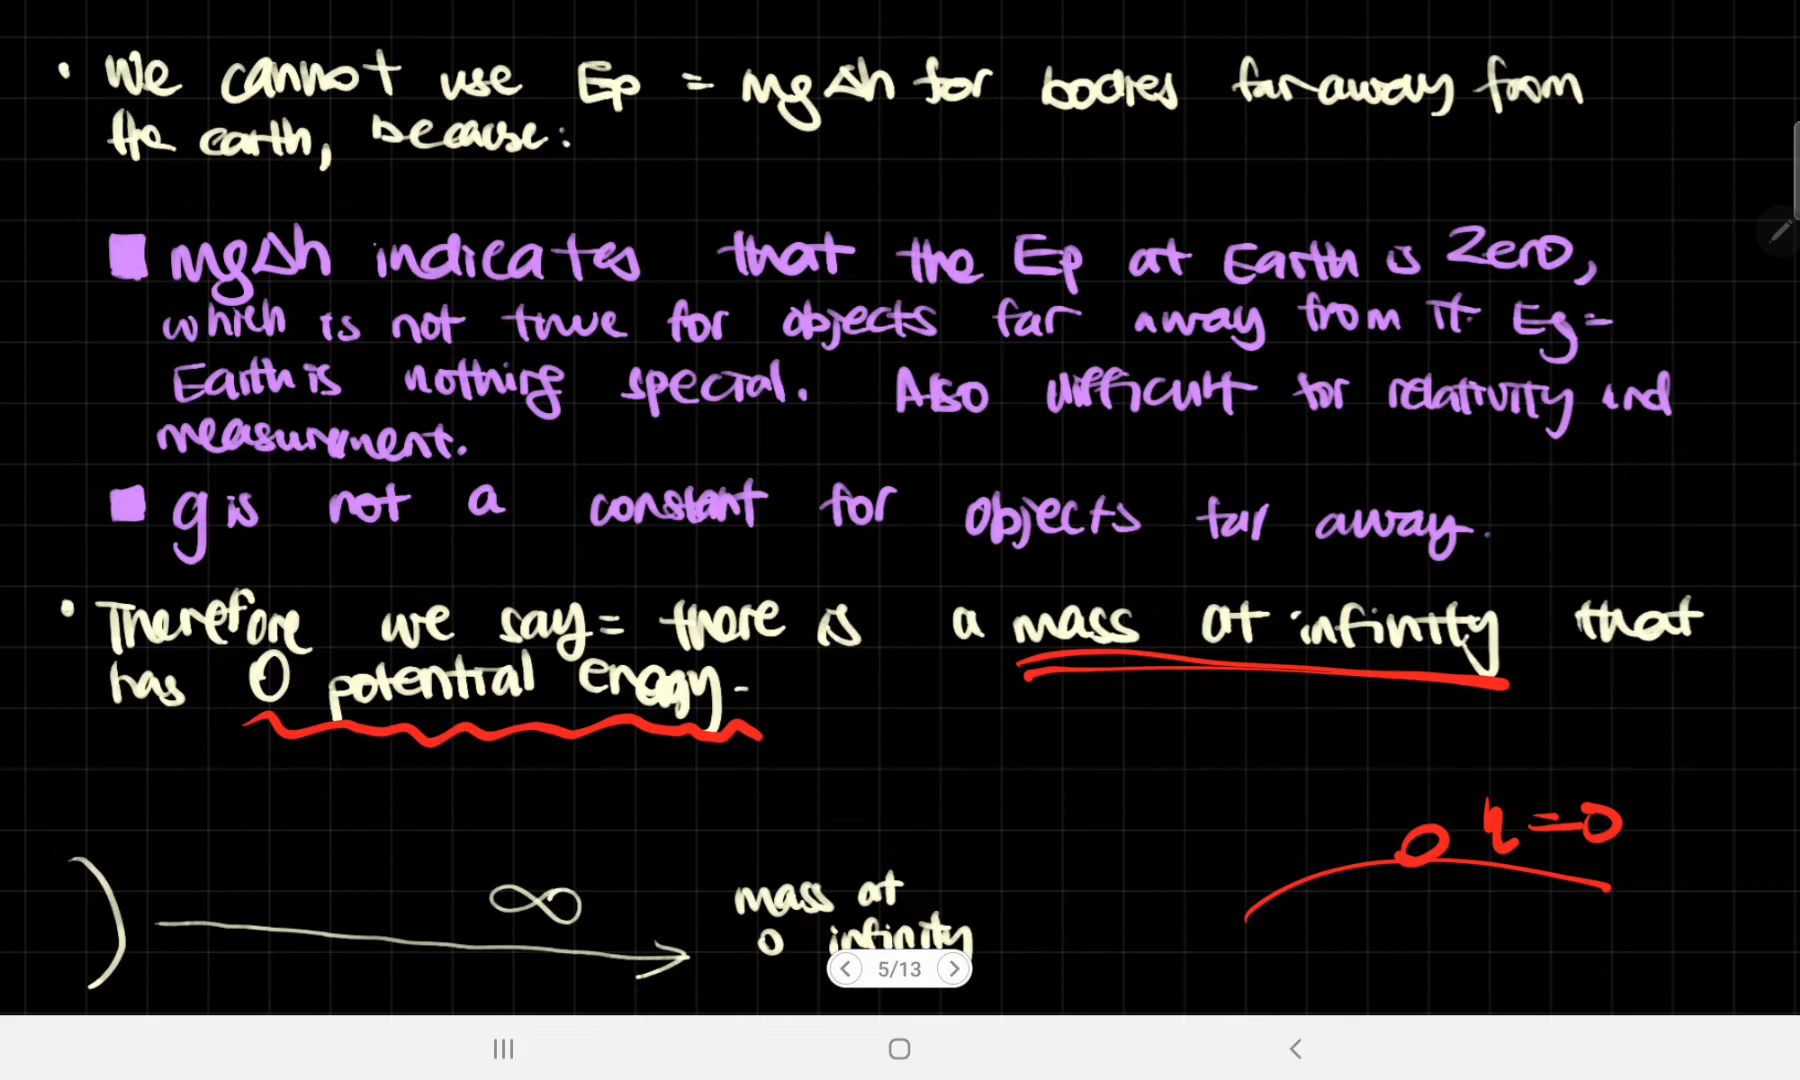 • We cannot use Ep = mgΔh for bodies far away from
the earth, because:
■ mgΔh indicates that the Ep at Earth is zero,
which is not true for objects far away from it. Eg-
Earth is nothing special. Also difficult for relativity and
measurement.
■ g is not a constant for objects far away.
• Therefore we say= there is a mass at infinity that
has 0 potential energy.
h=0
∞
mass at
infinity
5/13